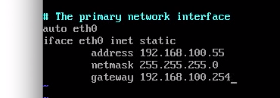 # The primary network interface
auto eth0
iface eth0 inet static
address 192.168.100.55
netmask 255.255.255.0
gateway 192.168.100.254
~